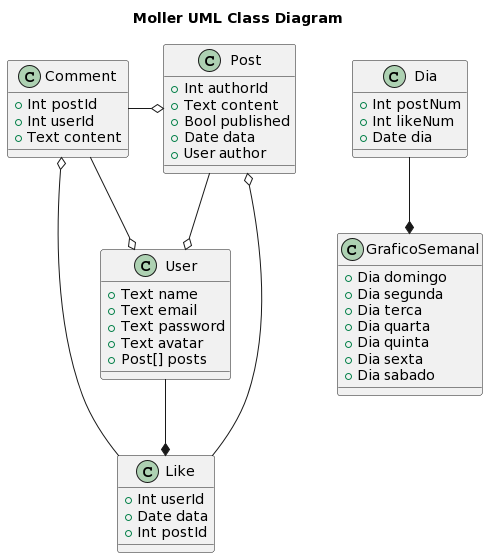 Moller UML Class Diagram
C Comment
Int postId
Int userId
Text content
C Post
Int authorId
Text content
Bool published
Date data
User author
C Dia
Int postNum
Int likeNum
Date dia
C User
Text name
Text email
Text password
Text avatar
Post[] posts
C GraficoSemanal
Dia domingo
Dia segunda
Dia terca
Dia quarta
Dia quinta
Dia sexta
Dia sabado
C Like
Int userId
Date data
Int postId